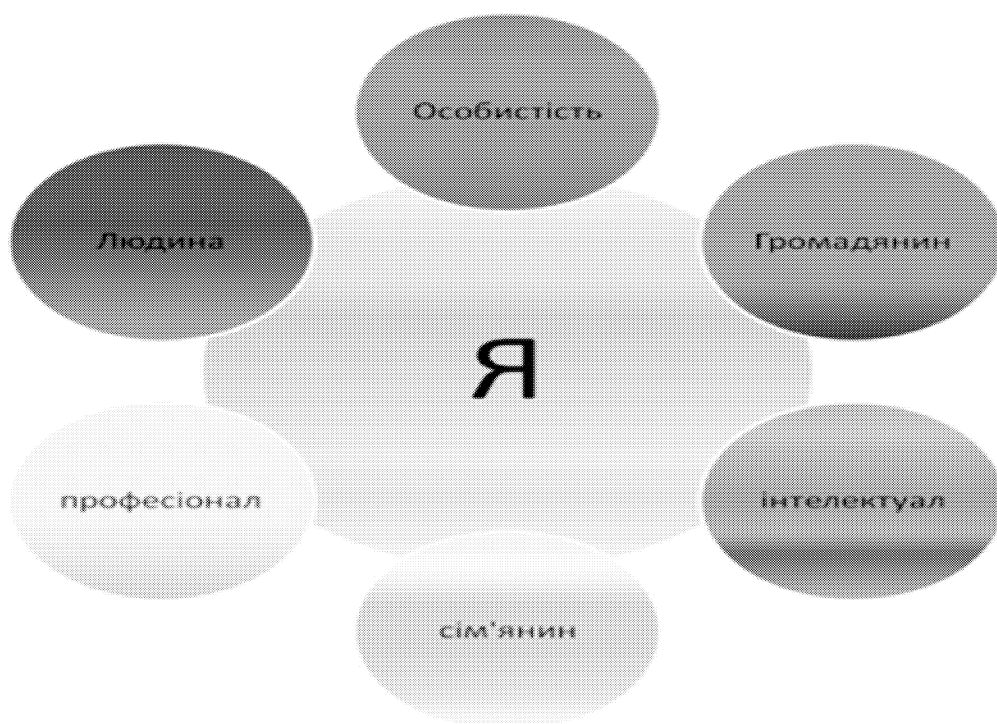 Особистість
Людина
Громадянин
Я
професіонал
інтелектуал
сім'янин